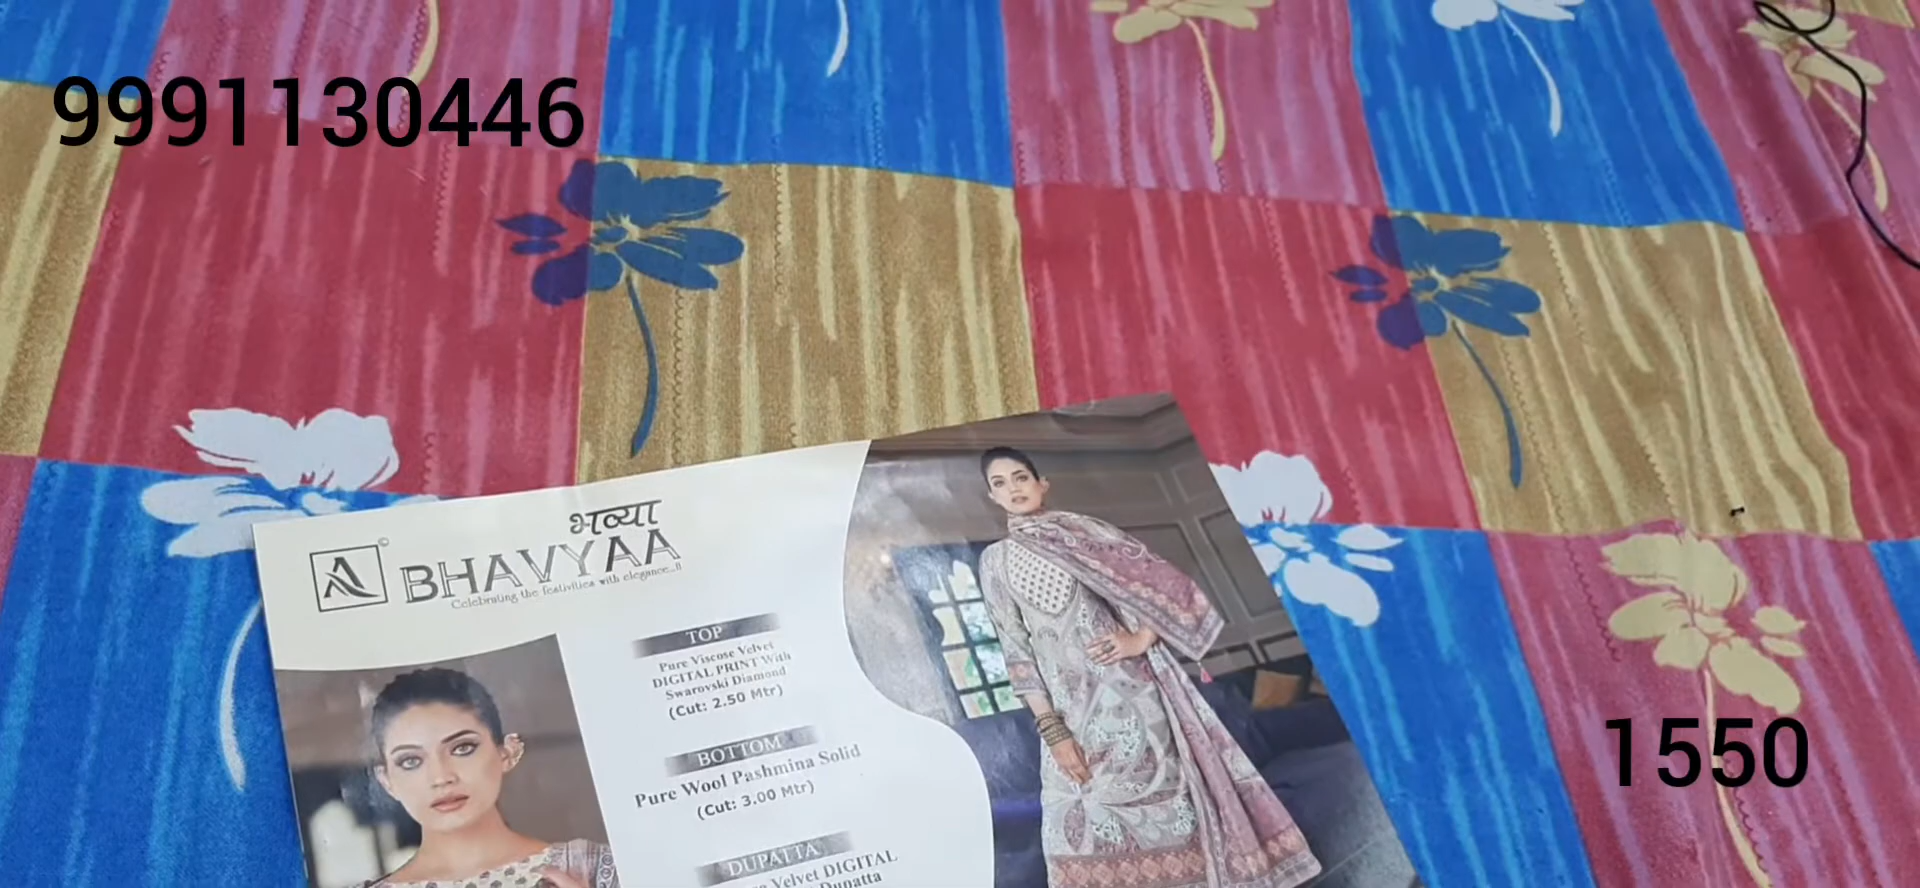 9991130446
भव्या
BHAVYAA
Celebrating the festivities with elegance..!!
TOP
Pure Viscose Velvet
DIGITAL PRINT With
Swarovski Diamond
(Cut: 2.50 Mtr)
BOTTOM
Pure Wool Pashmina Solid
(Cut: 3.00 Mtr)
DUPATTA
Velvet DIGITAL
Dupatta
1550